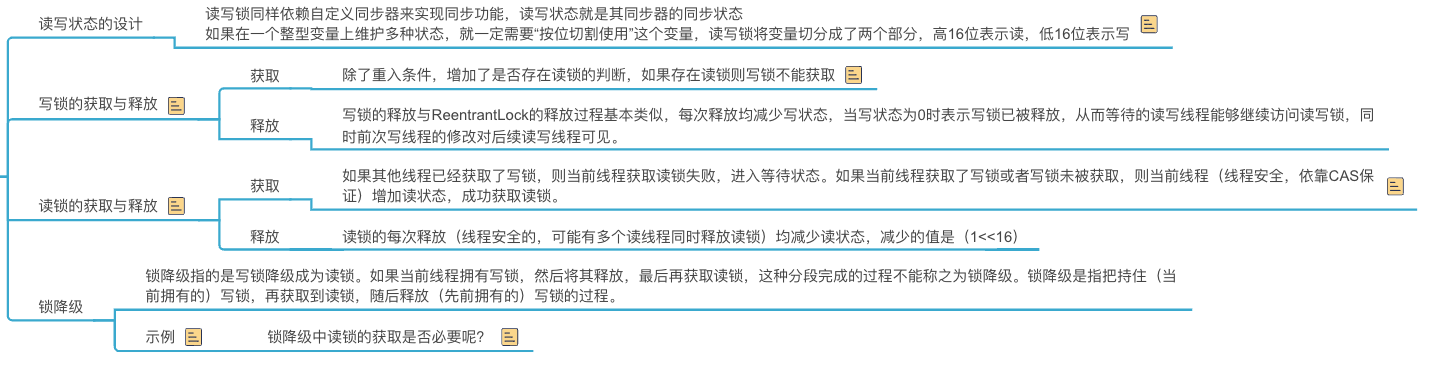 读写状态的设计
读写锁同样依赖自定义同步器来实现同步功能，读写状态就是其同步器的同步状态
如果在一个整型变量上维护多种状态，就一定需要“按位切割使用”这个变量，读写锁将变量切分成了两个部分，高16位表示读，低16位表示写
写锁的获取与释放
获取
除了重入条件，增加了是否存在读锁的判断，如果存在读锁则写锁不能获取
释放
写锁的释放与ReentrantLock的释放过程基本类似，每次释放均减少写状态，当写状态为0时表示写锁已被释放，从而等待的读写线程能够继续访问读写锁，同
时前次写线程的修改对后续读写线程可见。
读锁的获取与释放
获取
如果其他线程已经获取了写锁，则当前线程获取读锁失败，进入等待状态。如果当前线程获取了写锁或者写锁未被获取，则当前线程（线程安全，依靠CAS保
证）增加读状态，成功获取读锁。
释放
读锁的每次释放（线程安全的，可能有多个读线程同时释放读锁）均减少读状态，减少的值是（1<<16）
锁降级
锁降级指的是写锁降级成为读锁。如果当前线程拥有写锁，然后将其释放，最后再获取读锁，这种分段完成的过程不能称之为锁降级。锁降级是指把持住（当
前拥有的）写锁，再获取到读锁，随后释放（先前拥有的）写锁的过程。
示例
锁降级中读锁的获取是否必要呢?